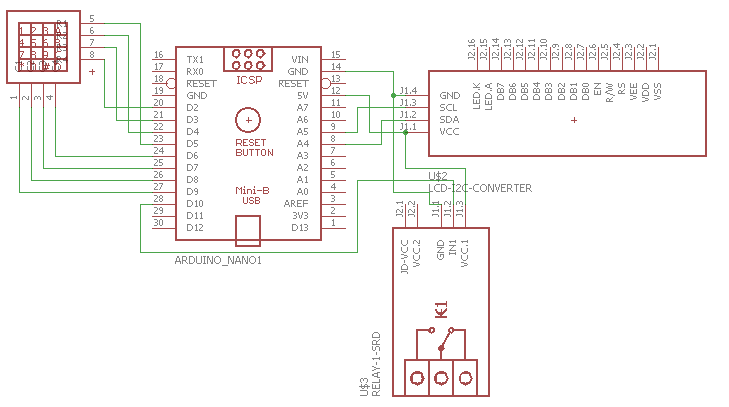 5
6
7
8
1 2 3
4 5 6
7 8 9
1
2
3
4
16 TX1
17 RX0
18 RESET
19 GND
20 D2
21 D3
22 D4
23 D5
24 D6
25 D7
26 D8
27 D9
28 D10
29 D11
30 D12
ICSP
RESET
BUTTON
Mini-B
USB
VIN 15
GND 14
RESET 13
5V 12
A7 11
A6 10
A5 9
A4 8
A3 7
A2 6
A1 5
A0 4
AREF 3
3V3 2
D13 1
ARDUINO_NANO1
J1.4 GND
J1.3 SCL
J1.2 SDA
J1.1 VCC
J2.16 LED.K
J2.15 LED.A
J2.14 DB7
J2.13 DB6
J2.12 DB5
J2.11 DB4
J2.10 DB3
J2.9 DB2
J2.8 DB1
J2.7 DB0
J2.6 EN
J2.5 R/W
J2.4 RS
J2.3 VEE
J2.2 VDD
J2.1 VSS
U$2
LCD-I2C-CONVERTER
J2.1 JD-VCC
J2.2 VCC.2
J1.1 GND
J1.2 IN1
J1.3 VCC.1
K1
U$3
RELAY-1-SRD